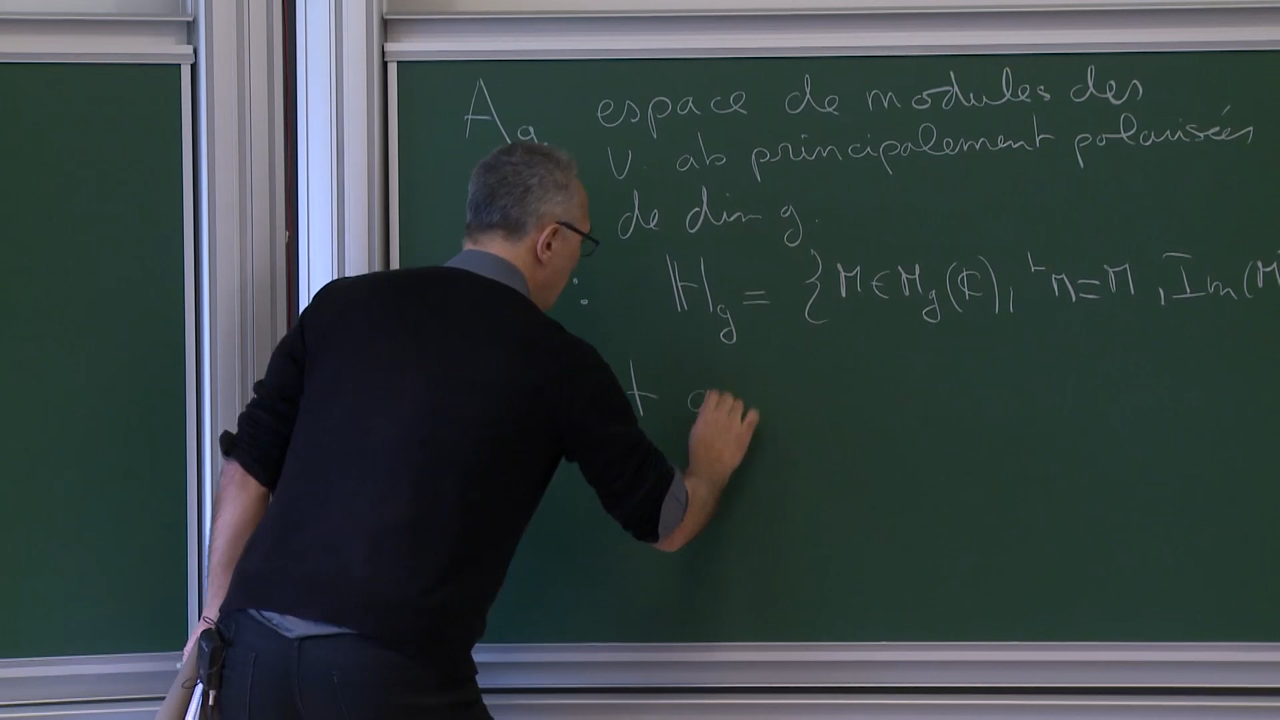 A_g espace de modules des
v. ab principalement polarisées
de dim g.
: ℍ_g = { M ∈ M_g(ℂ), ᵗM = M, Im(M